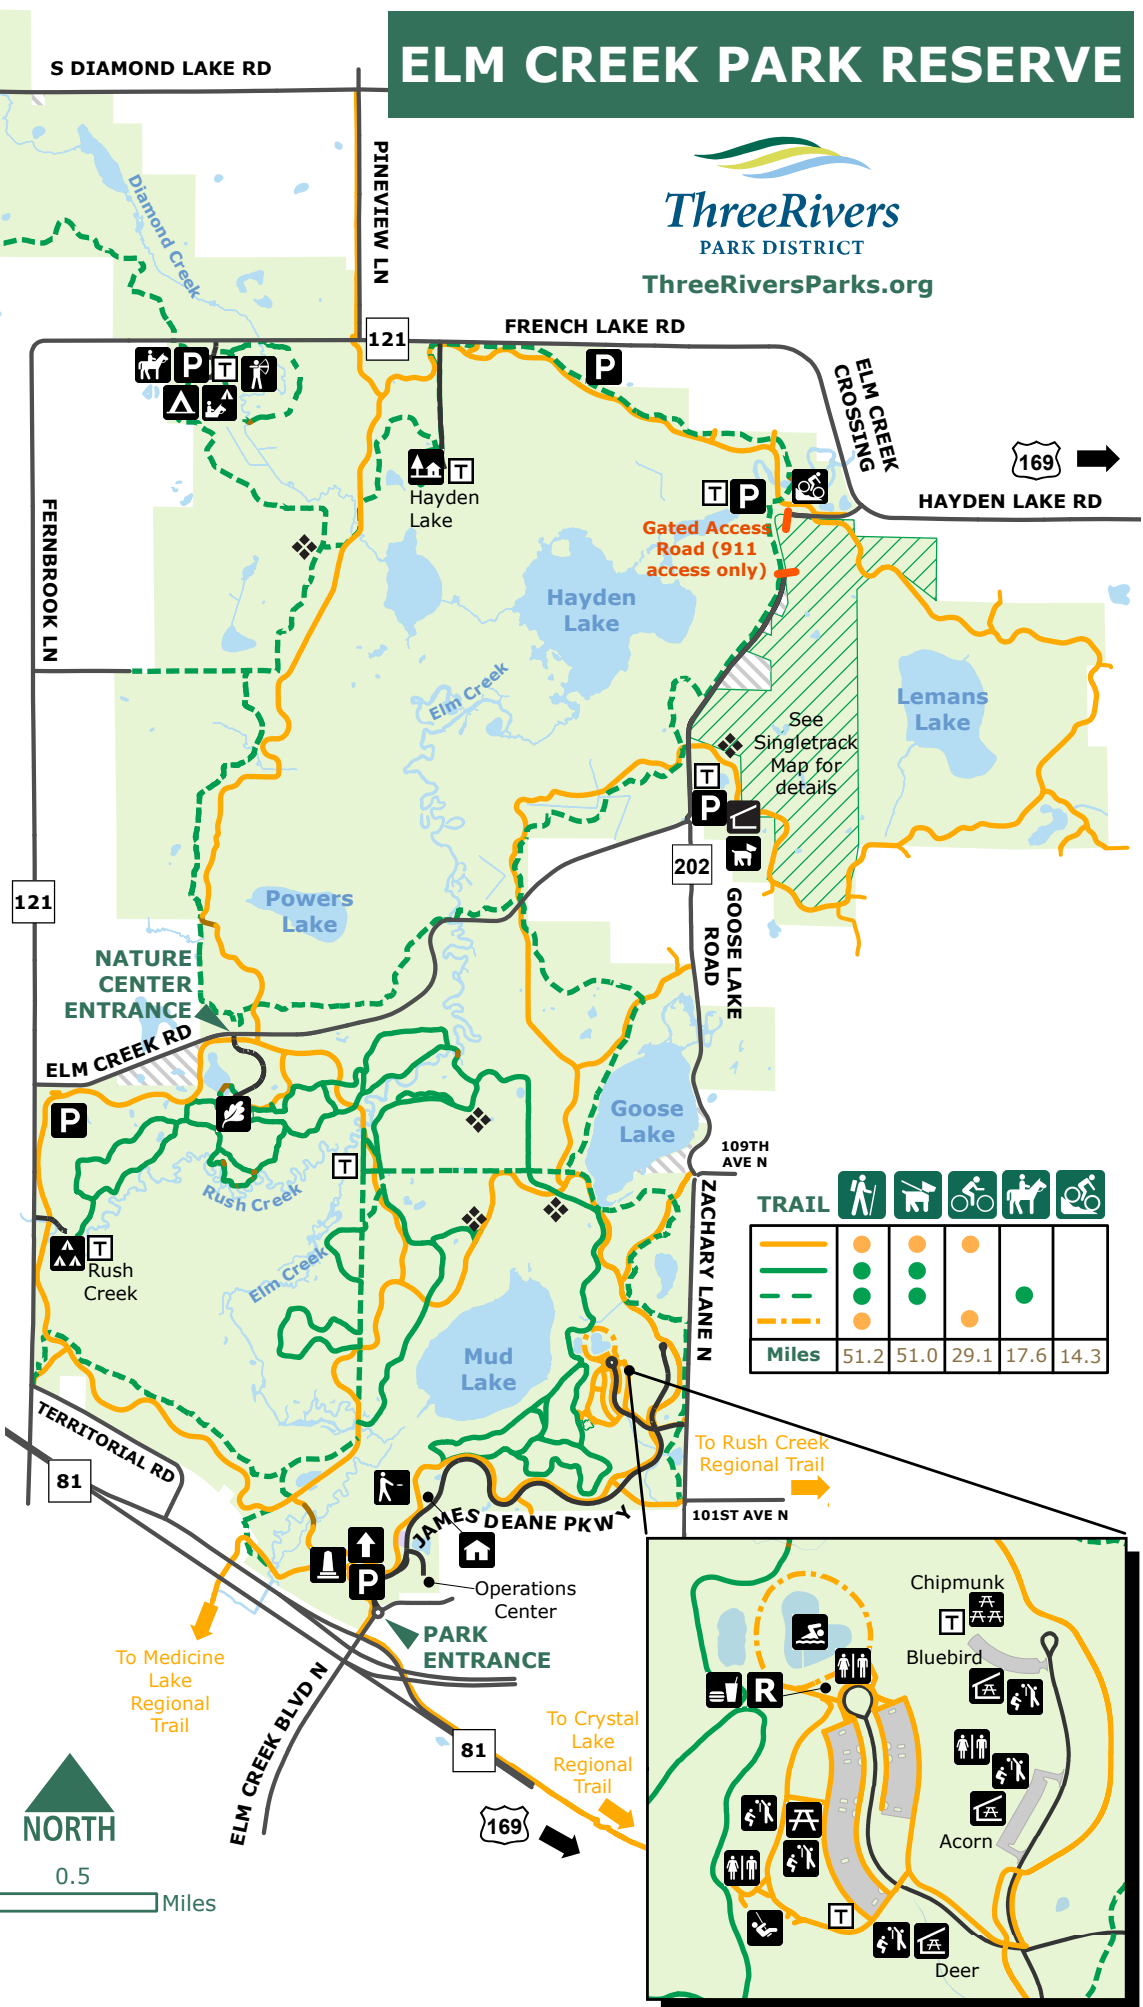 ELM CREEK PARK RESERVE
S DIAMOND LAKE RD
PINEVIEW LN
Diamond Creek
ThreeRivers
PARK DISTRICT
ThreeRiversParks.org
121
FRENCH LAKE RD
P
P
T
ELM CREEK
CROSSING
169
HAYDEN LAKE RD
T
Hayden
Lake
T
P
Gated Access
Road (911
access only)
FERNBROOK LN
Hayden
Lake
Elm Creek
Lemans
Lake
See
Singletrack
Map for
details
T
P
202
GOOSE LAKE
ROAD
121
Powers
Lake
NATURE
CENTER
ENTRANCE
ELM CREEK RD
P
Goose
Lake
109TH
AVE N
T
Rush Creek
T
Rush
Creek
Elm Creek
ZACHARY LANE N
TRAIL
Miles
51.2
51.0
29.1
17.6
14.3
Mud
Lake
TERRITORIAL RD
81
To Rush Creek
Regional Trail
101ST AVE N
JAMES DEANE PKWY
P
Operations
Center
PARK
ENTRANCE
To Medicine
Lake
Regional
Trail
ELM CREEK BLVD N
81
To Crystal
Lake
Regional
Trail
169
NORTH
0.5
Miles
Chipmunk
T
Bluebird
R
Acorn
T
Deer